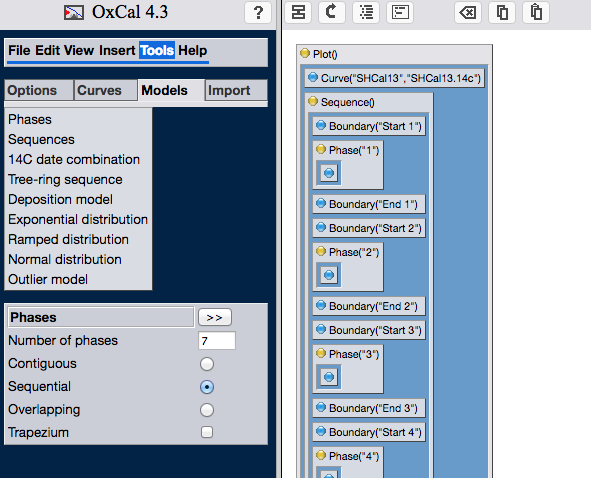 OxCal 4.3
?
File Edit View Insert Tools Help
Options Curves Models Import
Phases
Sequences
14C date combination
Tree-ring sequence
Deposition model
Exponential distribution
Ramped distribution
Normal distribution
Outlier model
Phases >>
Number of phases 7
Contiguous
Sequential
Overlapping
Trapezium
Plot()
Curve("SHCal13","SHCal13.14c")
Sequence()
Boundary("Start 1")
Phase("1")
Boundary("End 1")
Boundary("Start 2")
Phase("2")
Boundary("End 2")
Boundary("Start 3")
Phase("3")
Boundary("End 3")
Boundary("Start 4")
Phase("4")